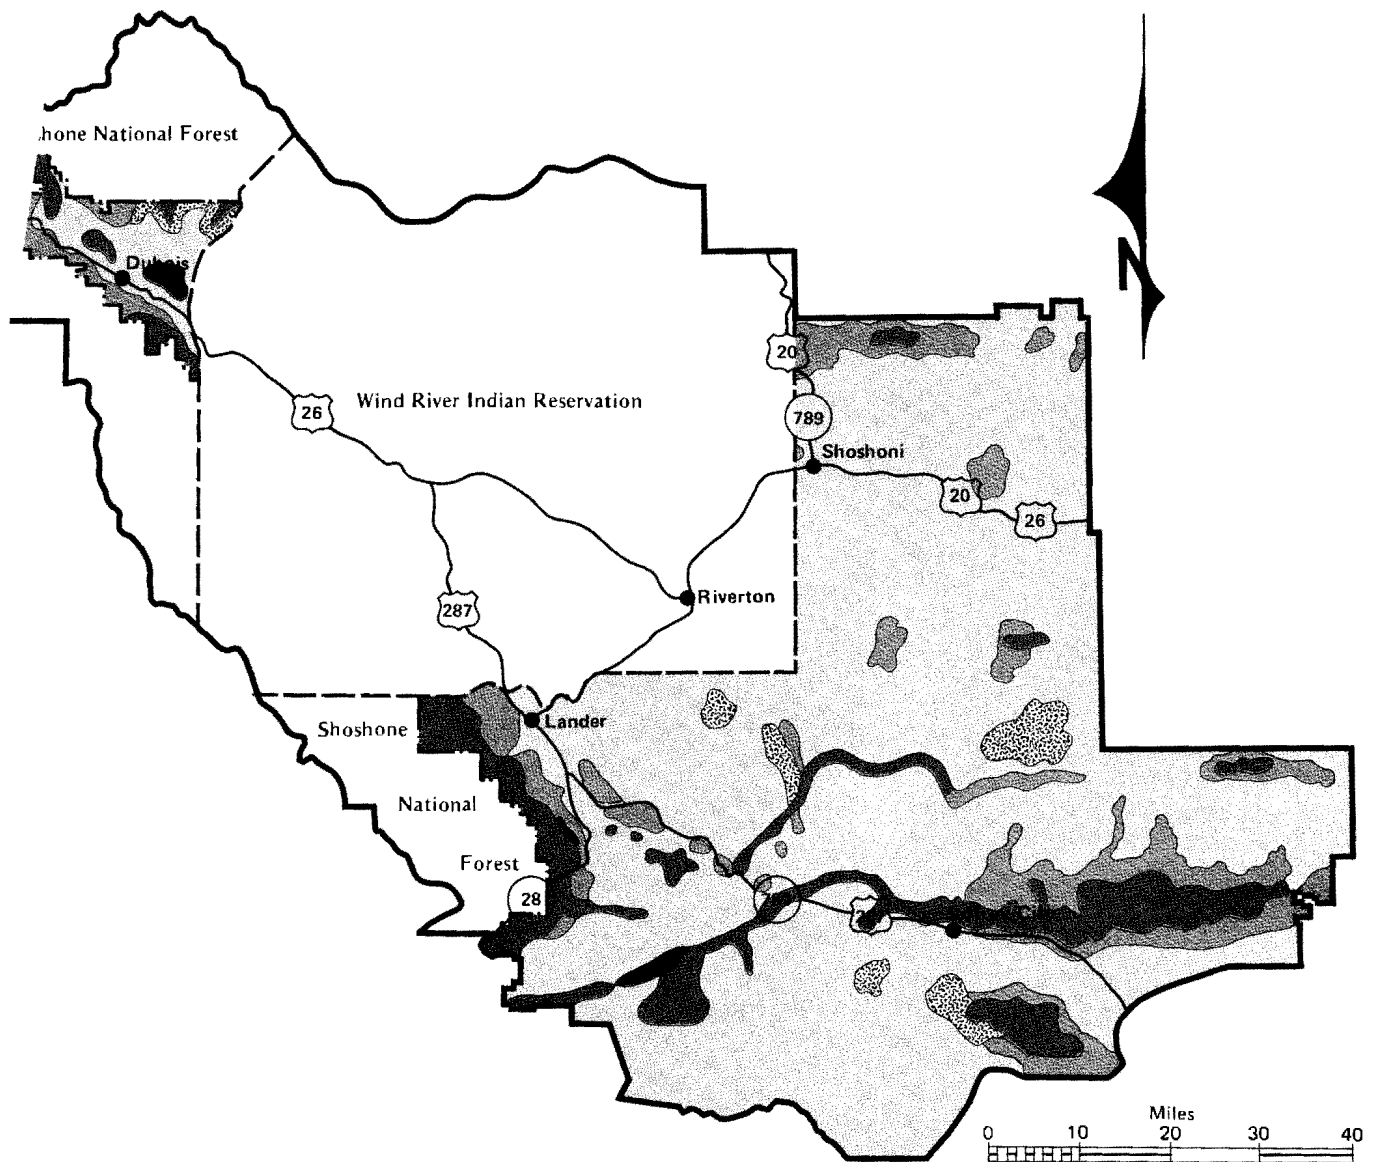 hone National Forest
N
Dubois
20
26
Wind River Indian Reservation
789
Shoshoni
20
26
287
Riverton
Shoshone
Lander
National
Forest
28
Miles
0 10 20 30 40